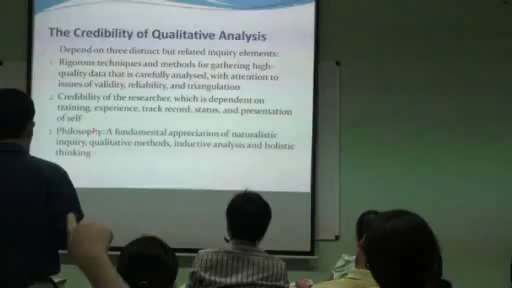 The Credibility of Qualitative Analysis
Depend on three distinct but related inquiry elements:
1 Rigorous techniques and methods for gathering high-
quality data that is carefully analysed, with attention to
issues of validity, reliability, and triangulation
2 Credibility of the researcher, which is dependent on
training, experience, track record, status, and presentation
of self
3 Philosophy: A fundamental appreciation of naturalistic
inquiry, qualitative methods, inductive analysis and holistic
thinking